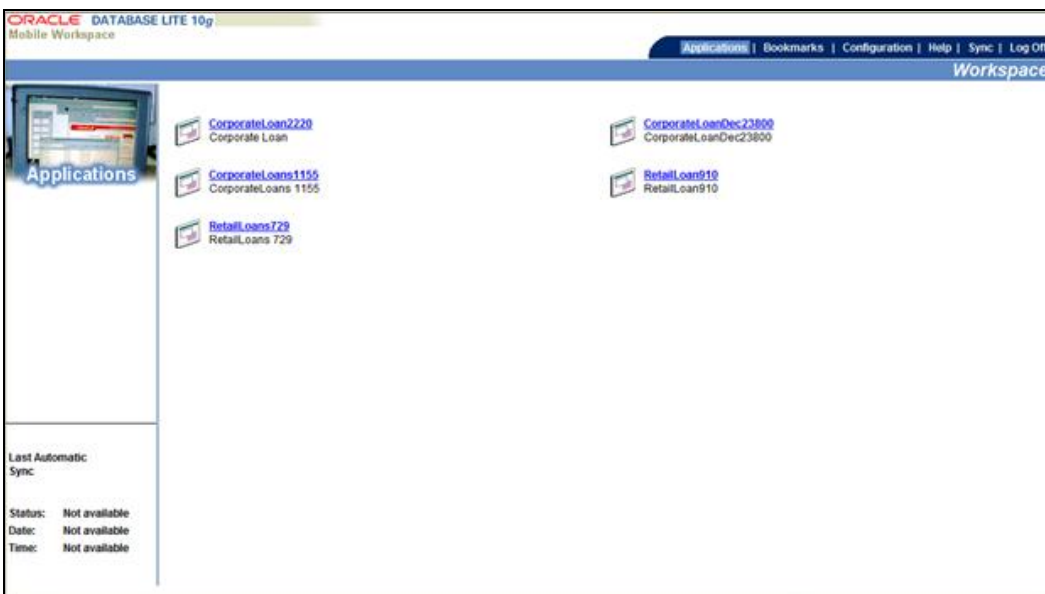 ORACLE DATABASE LITE 10g
Mobile Workspace
Applications | Bookmarks | Configuration | Help | Sync | Log Off
Workspace
Applications
CorporateLoan2220
Corporate Loan
CorporateLoanDec23800
CorporateLoanDec23800
CorporateLoans1155
CorporateLoans 1155
RetailLoan910
RetailLoan910
RetailLoans729
RetailLoans 729
Last Automatic
Sync
Status: Not available
Date: Not available
Time: Not available